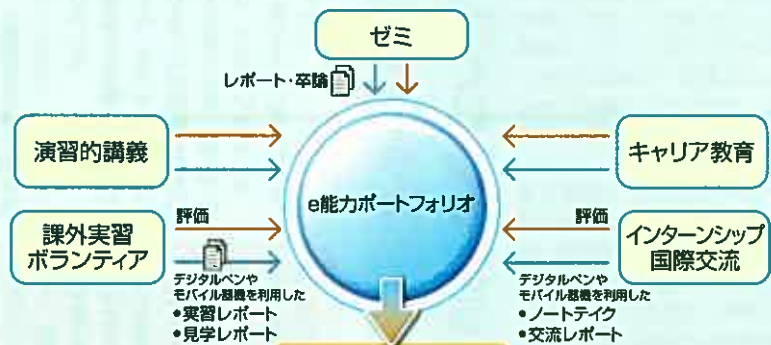 ゼミ
レポート・卒論
演習的講義
キャリア教育
e能力ポートフォリオ
課外実習
ボランティア
評価
評価
インターンシップ
国際交流
デジタルペンや
モバイル器機を利用した
●実習レポート
●見学レポート
デジタルペンや
モバイル器機を利用した
●ノートテイク
●交流レポート